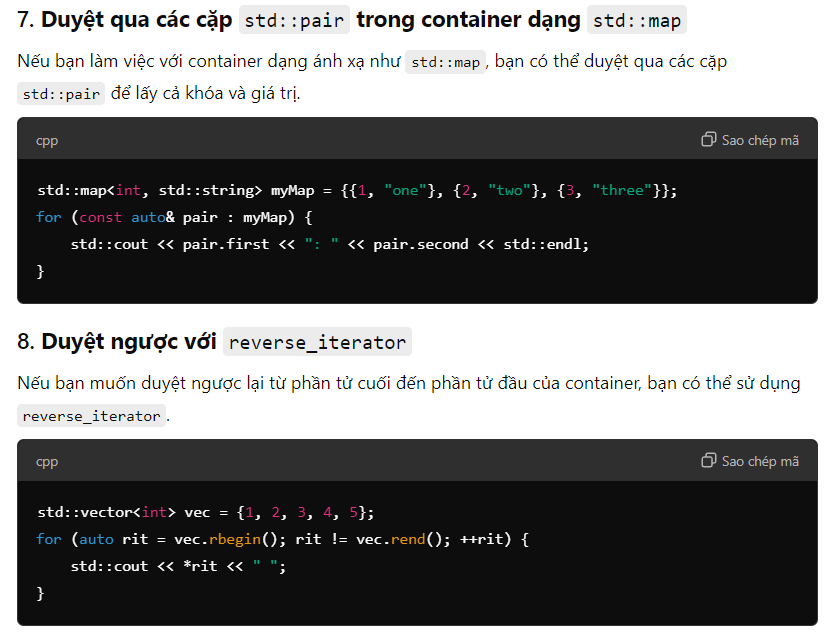 7. Duyệt qua các cặp std::pair trong container dạng std::map
Nếu bạn làm việc với container dạng ánh xạ như std::map, bạn có thể duyệt qua các cặp
std::pair để lấy cả khóa và giá trị.
cpp Sao chép mã
std::map<int, std::string> myMap = {{1, "one"}, {2, "two"}, {3, "three"}};
for (const auto& pair : myMap) {
    std::cout << pair.first << ": " << pair.second << std::endl;
}
8. Duyệt ngược với reverse_iterator
Nếu bạn muốn duyệt ngược lại từ phần tử cuối đến phần tử đầu của container, bạn có thể sử dụng
reverse_iterator.
cpp Sao chép mã
std::vector<int> vec = {1, 2, 3, 4, 5};
for (auto rit = vec.rbegin(); rit != vec.rend(); ++rit) {
    std::cout << *rit << " ";
}